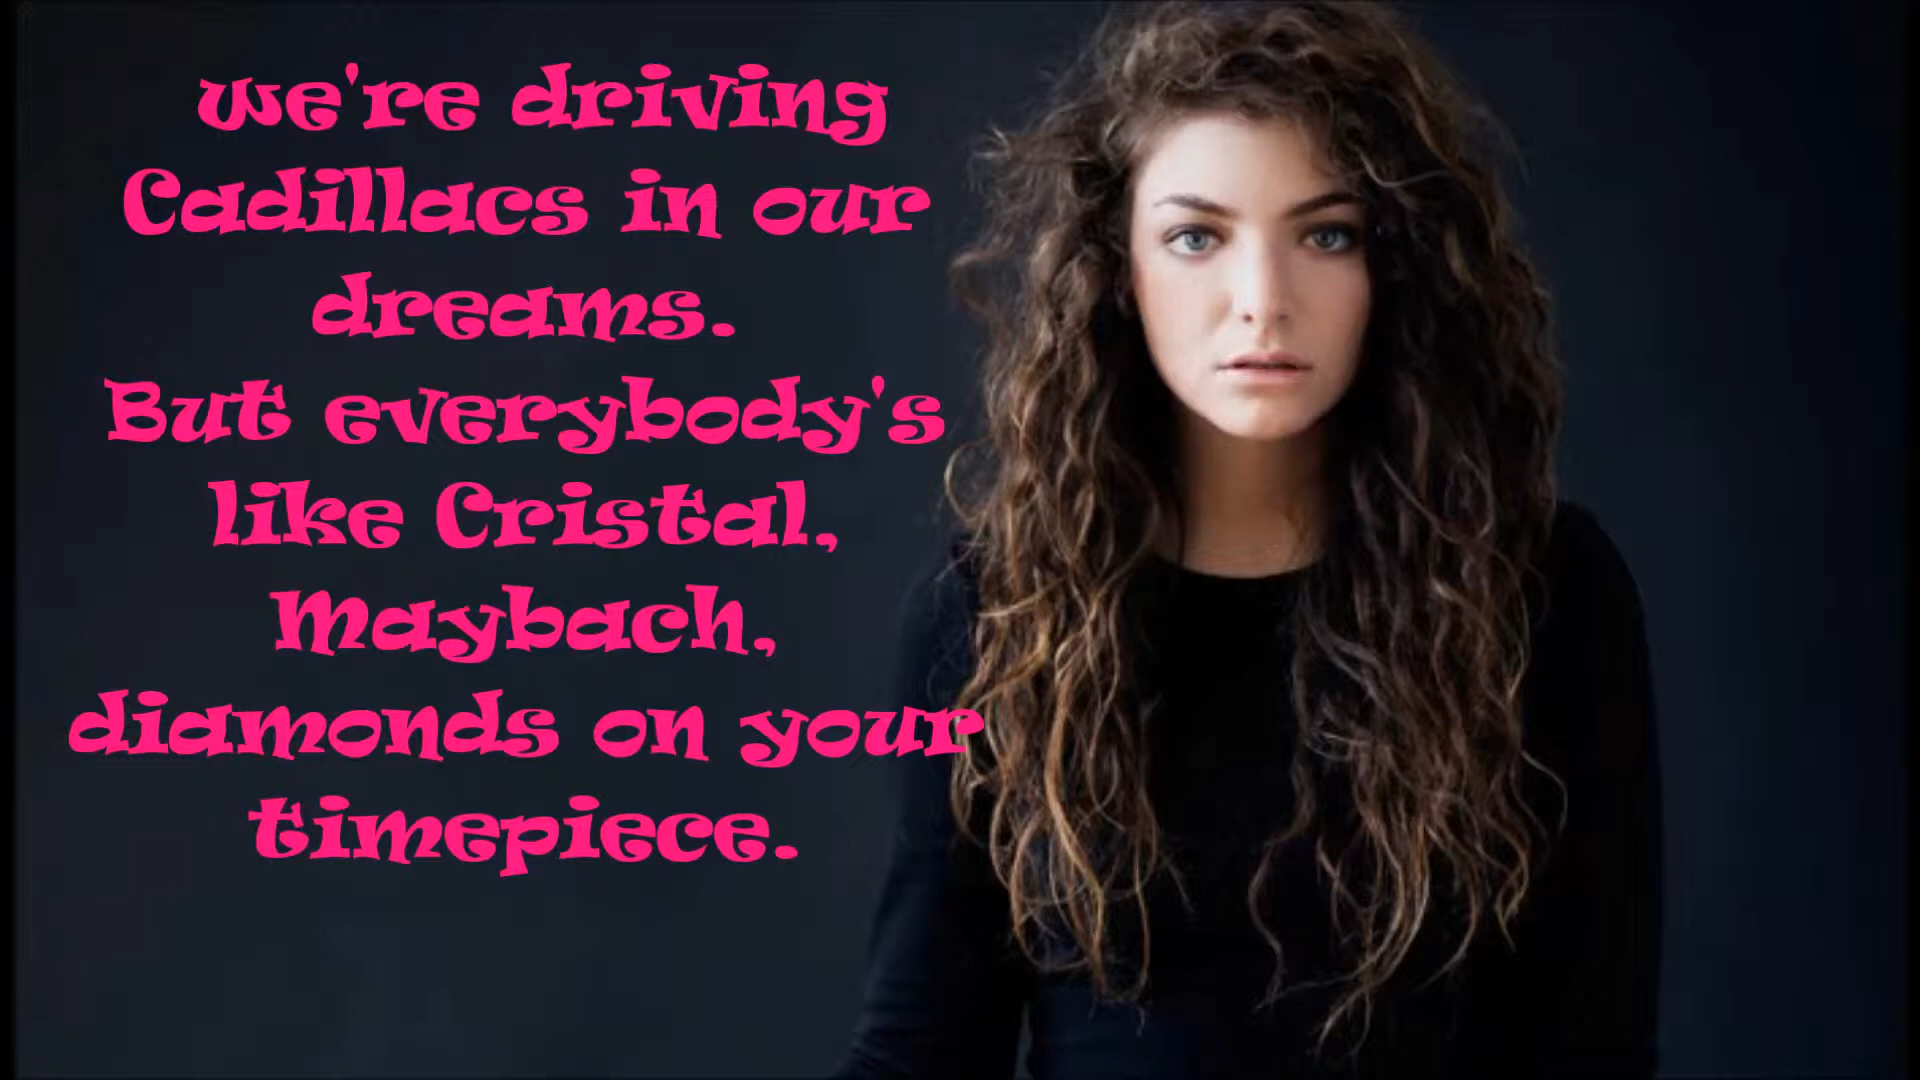 we're driving
Cadillacs in our
dreams.
But everybody's
like Cristal,
Maybach,
diamonds on your
timepiece.